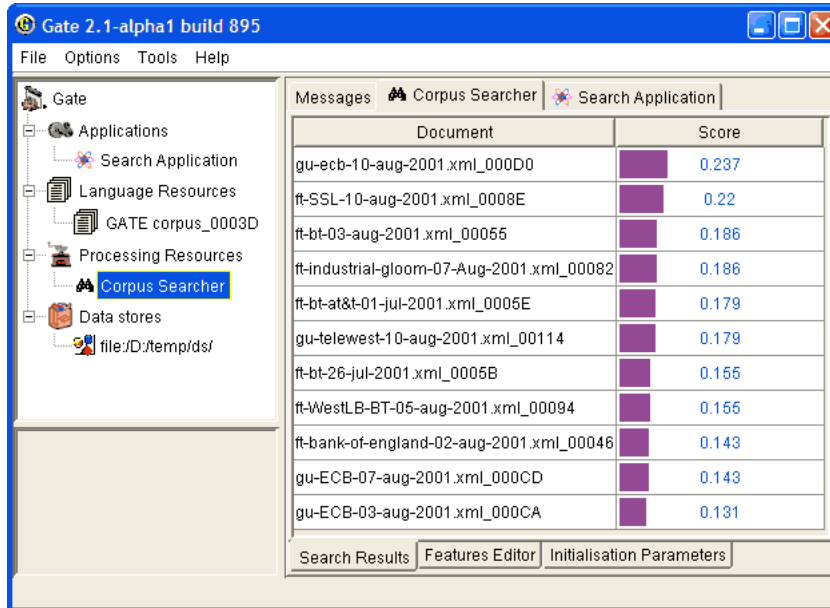 Gate 2.1-alpha1 build 895
File Options Tools Help
Gate
Applications
Search Application
Language Resources
GATE corpus_0003D
Processing Resources
Corpus Searcher
Data stores
file:/D:/temp/ds/
Messages Corpus Searcher Search Application
Document Score
gu-ecb-10-aug-2001.xml_000D0 0.237
ft-SSL-10-aug-2001.xml_0008E 0.22
ft-bt-03-aug-2001.xml_00055 0.186
ft-industrial-gloom-07-Aug-2001.xml_00082 0.186
ft-bt-at&t-01-jul-2001.xml_0005E 0.179
gu-telewest-10-aug-2001.xml_00114 0.179
ft-bt-26-jul-2001.xml_0005B 0.155
ft-WestLB-BT-05-aug-2001.xml_00094 0.155
ft-bank-of-england-02-aug-2001.xml_00046 0.143
gu-ECB-07-aug-2001.xml_000CD 0.143
gu-ECB-03-aug-2001.xml_000CA 0.131
Search Results Features Editor Initialisation Parameters